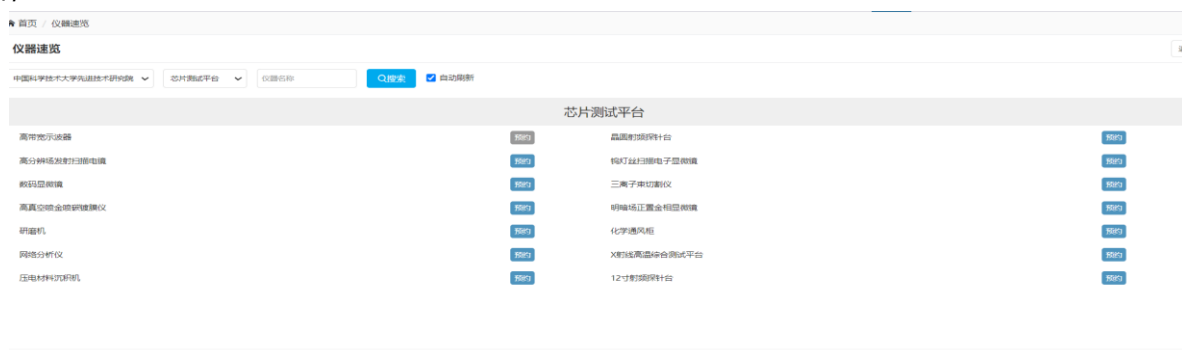 首页 / 仪器速览
仪器速览
中国科学技术大学先进技术研究院 芯片测试平台 仪器名称 搜索 自动刷新
芯片测试平台
高带宽示波器 预约 晶圆射频探针台 预约
高分辨场发射扫描电镜 预约 钨灯丝扫描电子显微镜 预约
数码显微镜 预约 三离子束切割仪 预约
高真空喷金喷碳镀膜仪 预约 明暗场正置金相显微镜 预约
研磨机 预约 化学通风柜 预约
网络分析仪 预约 X射线高温综合测试平台 预约
压电材料沉积机 预约 12寸射频探针台 预约